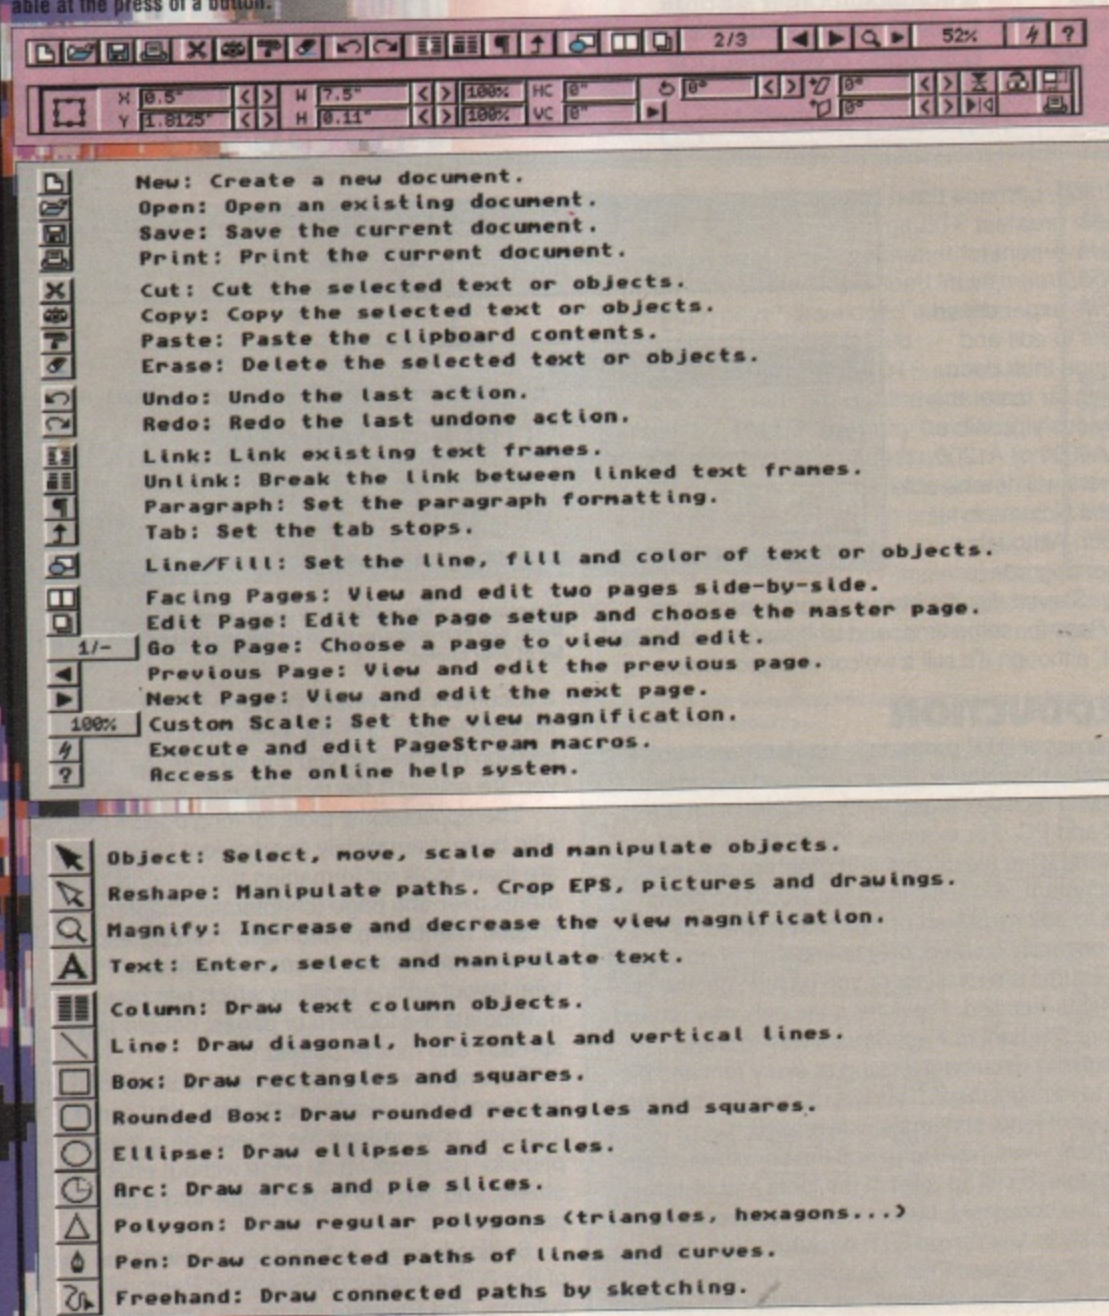 able at the press of a button.
2/3 52% ?
X 0.5" W 7.5" 100% HC 0" 0° 0°
Y 1.8125" H 0.11" 100% VC 0" 0°
New: Create a new document.
Open: Open an existing document.
Save: Save the current document.
Print: Print the current document.
Cut: Cut the selected text or objects.
Copy: Copy the selected text or objects.
Paste: Paste the clipboard contents.
Erase: Delete the selected text or objects.
Undo: Undo the last action.
Redo: Redo the last undone action.
Link: Link existing text frames.
Unlink: Break the link between linked text frames.
¶ Paragraph: Set the paragraph formatting.
Tab: Set the tab stops.
Line/Fill: Set the line, fill and color of text or objects.
Facing Pages: View and edit two pages side-by-side.
Edit Page: Edit the page setup and choose the master page.
1/- Go to Page: Choose a page to view and edit.
Previous Page: View and edit the previous page.
Next Page: View and edit the next page.
100% Custom Scale: Set the view magnification.
Execute and edit PageStream macros.
? Access the online help system.
Object: Select, move, scale and manipulate objects.
Reshape: Manipulate paths. Crop EPS, pictures and drawings.
Magnify: Increase and decrease the view magnification.
A Text: Enter, select and manipulate text.
Column: Draw text column objects.
Line: Draw diagonal, horizontal and vertical lines.
Box: Draw rectangles and squares.
Rounded Box: Draw rounded rectangles and squares.
Ellipse: Draw ellipses and circles.
Arc: Draw arcs and pie slices.
Polygon: Draw regular polygons (triangles, hexagons...)
Pen: Draw connected paths of lines and curves.
Freehand: Draw connected paths by sketching.